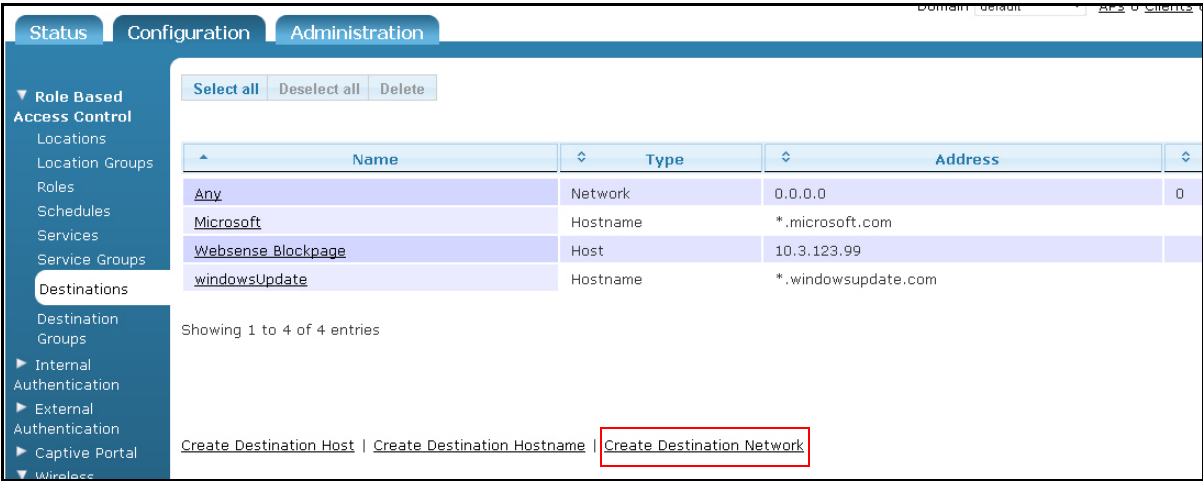 Domain default APs 0 Clients
Status Configuration Administration
Role Based
Access Control
Locations
Location Groups
Roles
Schedules
Services
Service Groups
Destinations
Destination
Groups
Internal
Authentication
External
Authentication
Captive Portal
Wireless
Select all Deselect all Delete
Name Type Address
Any Network 0.0.0.0 0
Microsoft Hostname *.microsoft.com
Websense Blockpage Host 10.3.123.99
windowsUpdate Hostname *.windowsupdate.com
Showing 1 to 4 of 4 entries
Create Destination Host | Create Destination Hostname | Create Destination Network